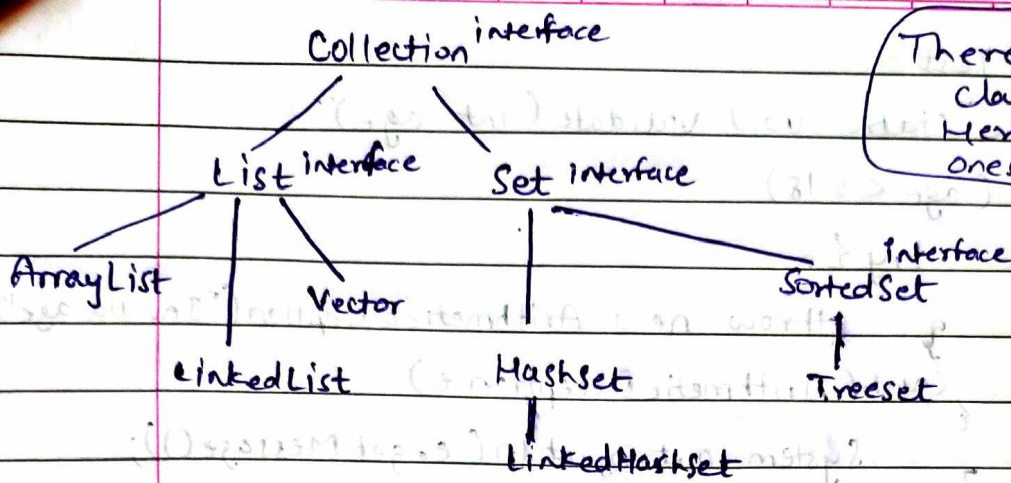 Collection interface
There
Cla
Her
ones
List interface
Set interface
ArrayList
Vector
interface
SortedSet
LinkedList
Hashset
Treeset
LinkedHashset